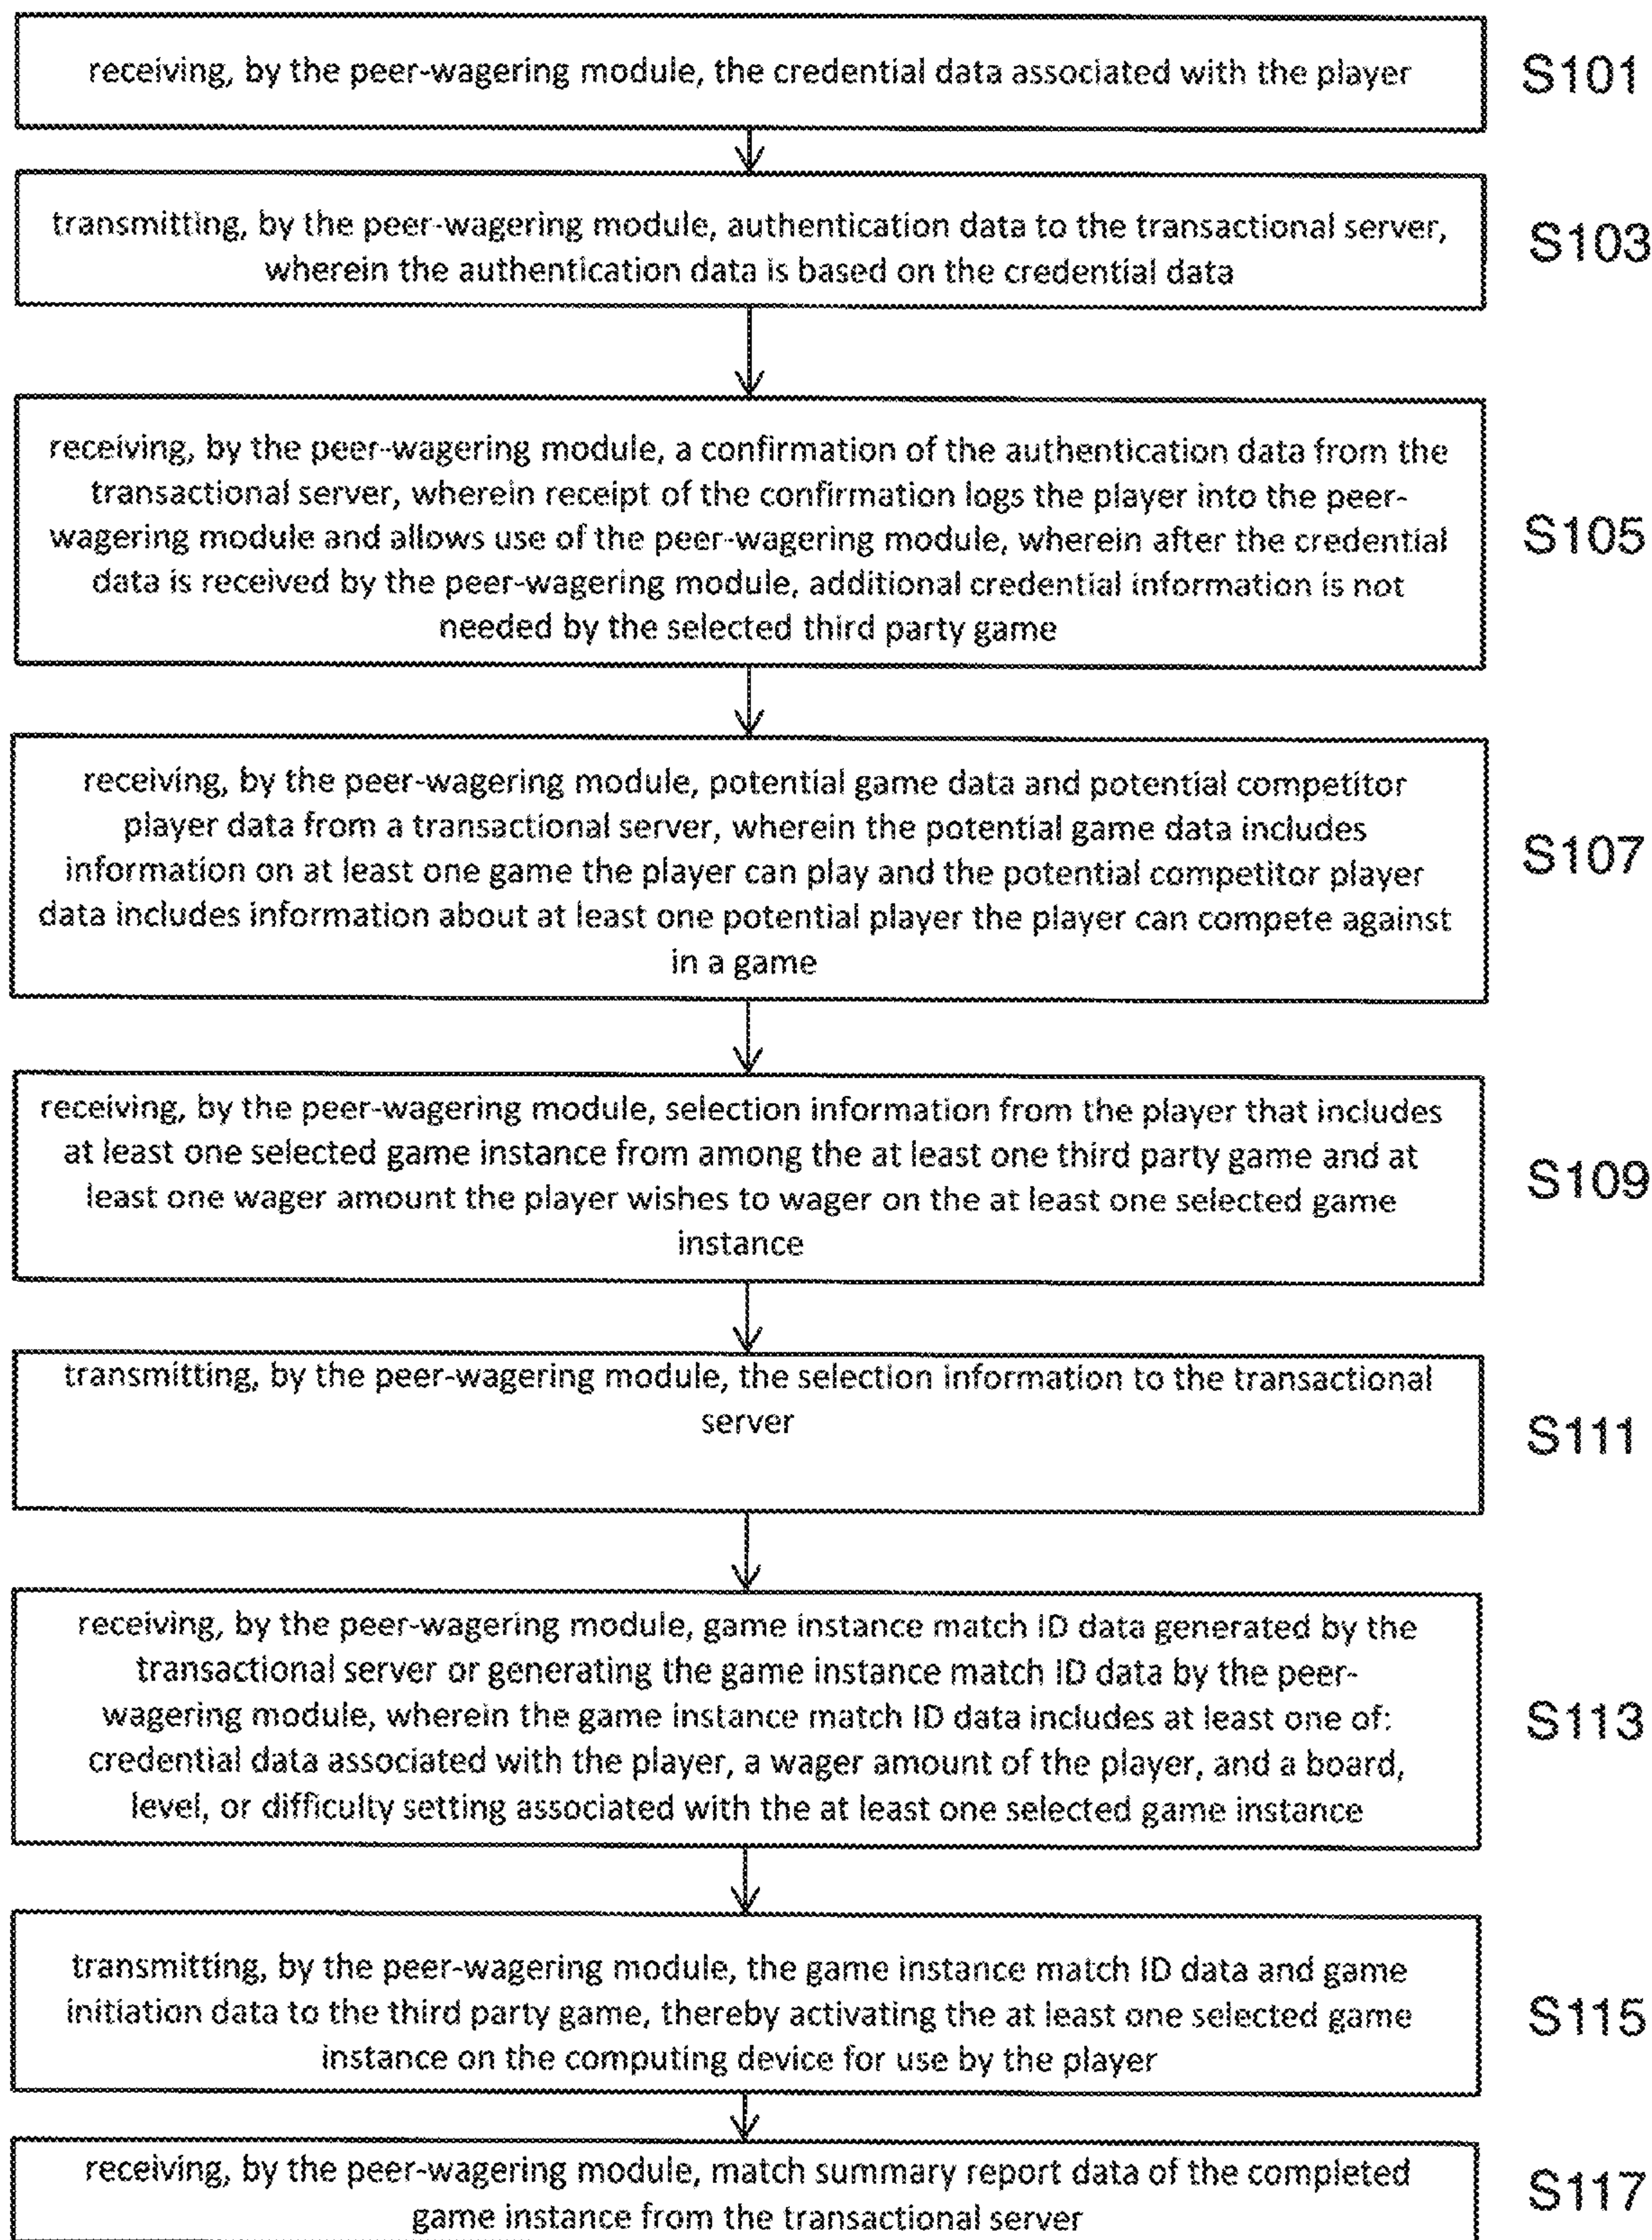 receiving, by the peer-wagering module, the credential data associated with the player
S101
transmitting, by the peer-wagering module, authentication data to the transactional server,
wherein the authentication data is based on the credential data
S103
receiving, by the peer-wagering module, a confirmation of the authentication data from the
transactional server, wherein receipt of the confirmation logs the player into the peer-
wagering module and allows use of the peer-wagering module, wherein after the credential
data is received by the peer-wagering module, additional credential information is not
needed by the selected third party game
S105
receiving, by the peer-wagering module, potential game data and potential competitor
player data from a transactional server, wherein the potential game data includes
information on at least one game the player can play and the potential competitor player
data includes information about at least one potential player the player can compete against
in a game
S107
receiving, by the peer-wagering module, selection information from the player that includes
at least one selected game instance from among the at least one third party game and at
least one wager amount the player wishes to wager on the at least one selected game
instance
S109
transmitting, by the peer-wagering module, the selection information to the transactional
server
S111
receiving, by the peer-wagering module, game instance match ID data generated by the
transactional server or generating the game instance match ID data by the peer-
wagering module, wherein the game instance match ID data includes at least one of:
credential data associated with the player, a wager amount of the player, and a board,
level, or difficulty setting associated with the at least one selected game instance
S113
transmitting, by the peer-wagering module, the game instance match ID data and game
initiation data to the third party game, thereby activating the at least one selected game
instance on the computing device for use by the player
S115
receiving, by the peer-wagering module, match summary report data of the completed
game instance from the transactional server
S117